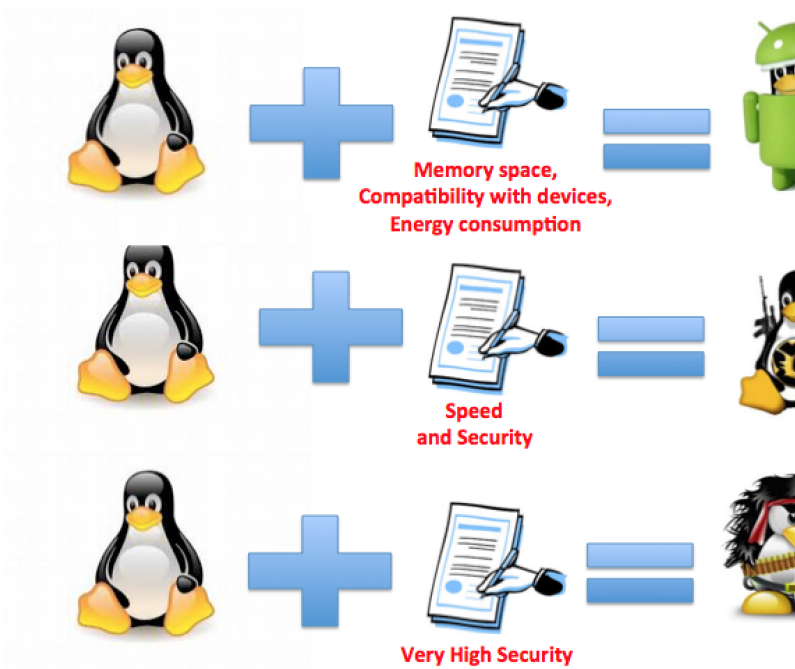 Memory space,
Compatibility with devices,
Energy consumption
Speed
and Security
Very High Security